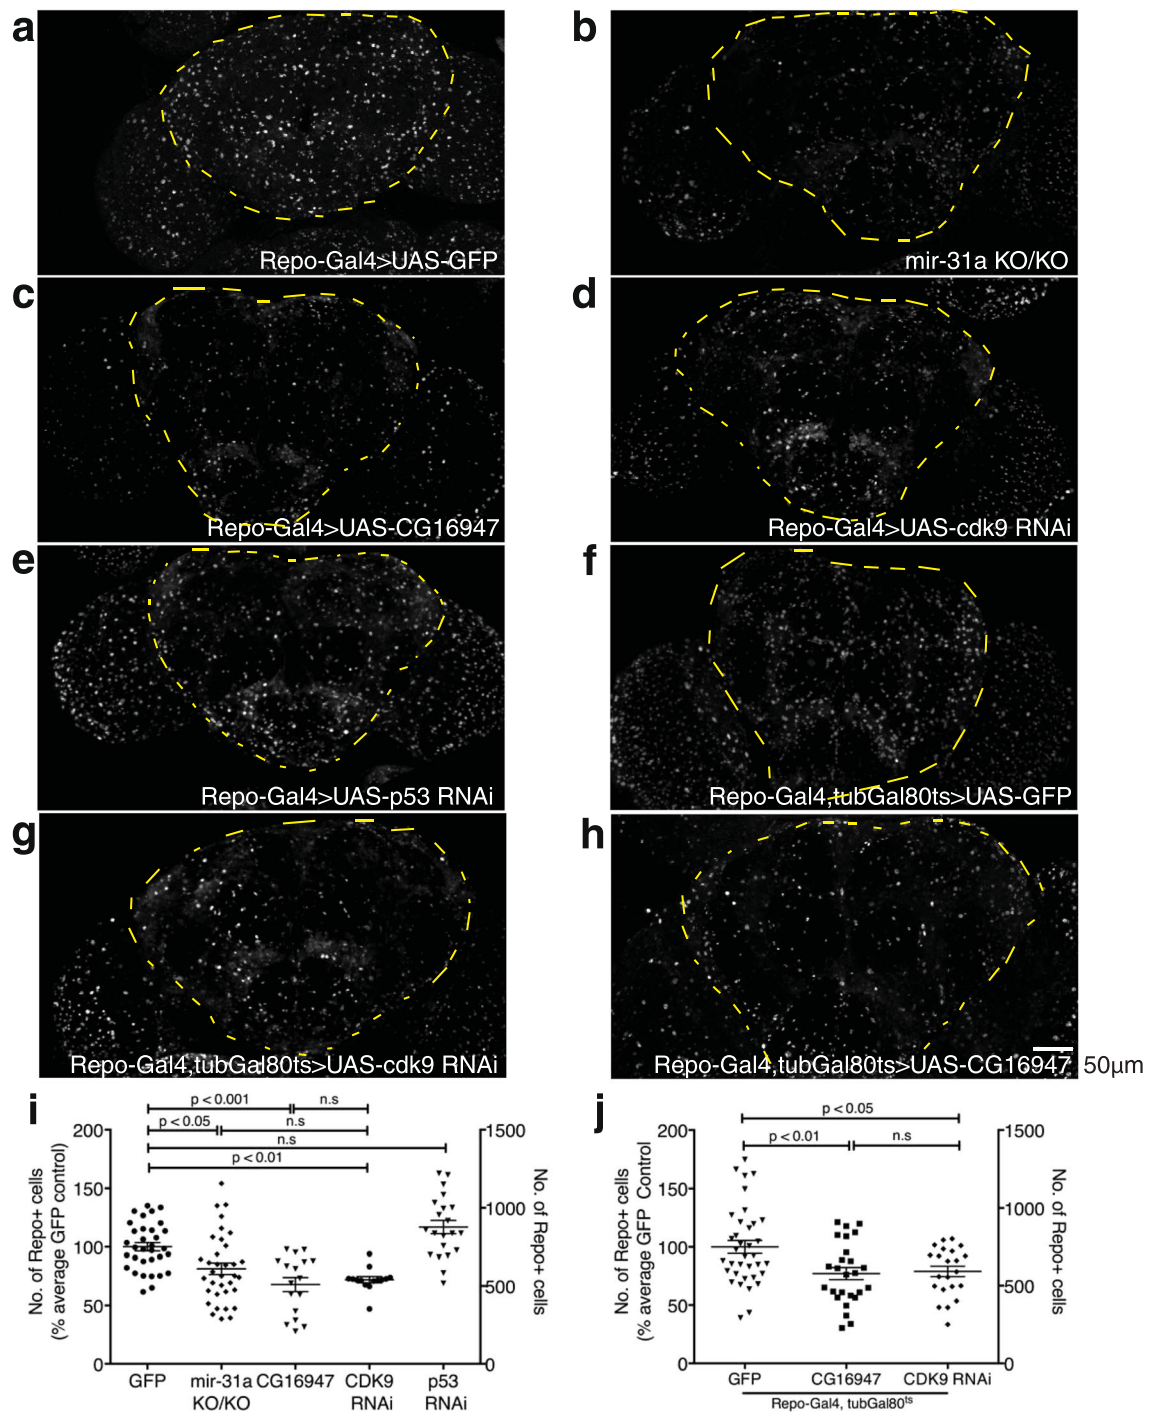 a
b
Repo-Gal4>UAS-GFP
mir-31a KO/KO
c
d
Repo-Gal4>UAS-CG16947
Repo-Gal4>UAS-cdk9 RNAi
e
f
Repo-Gal4>UAS-p53 RNAi
Repo-Gal4,tubGal80ts>UAS-GFP
g
h
Repo-Gal4,tubGal80ts>UAS-cdk9 RNAi
Repo-Gal4,tubGal80ts>UAS-CG16947
50μm
i
p < 0.001
n.s
p < 0.05
n.s
n.s
p < 0.01
200
150
100
50
0
No. of Repo+ cells
(% average GFP control)
1500
1000
500
0
No. of Repo+ cells
GFP
mir-31a
KO/KO
CG16947
CDK9
RNAi
p53
RNAi
j
p < 0.05
p < 0.01
n.s
200
150
100
50
0
No. of Repo+ cells
(% average GFP Control
1500
1000
500
0
No. of Repo+ cells
GFP
CG16947
CDK9 RNAi
Repo-Gal4, tubGal80ts